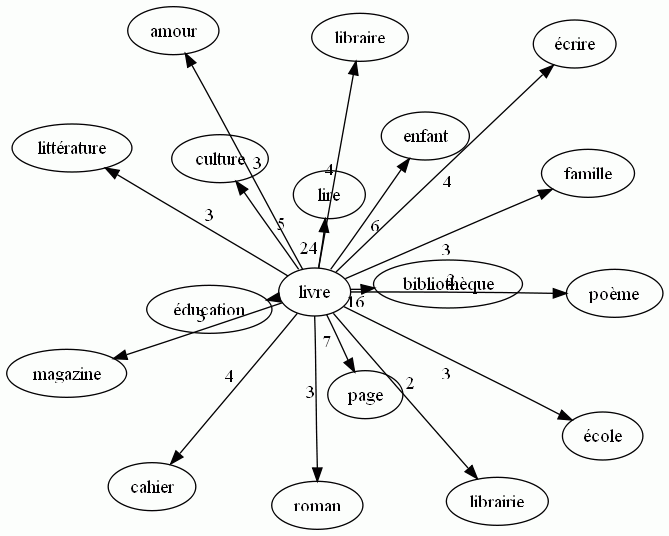 amour
libraire
écrire
enfant
littérature
culture
3
4
famille
4
lire
3
5
6
24
3
livre
bibliothèque
16
poème
éducation
3
7
magazine
4
2
3
3
page
école
cahier
roman
librairie